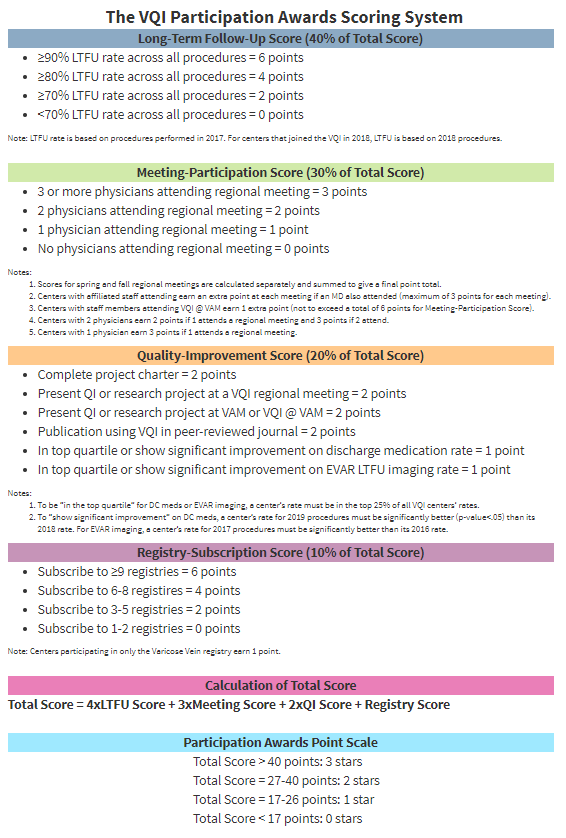 The VQI Participation Awards Scoring System
Long-Term Follow-Up Score (40% of Total Score)
• ≥90% LTFU rate across all procedures = 6 points
• ≥80% LTFU rate across all procedures = 4 points
• ≥70% LTFU rate across all procedures = 2 points
• <70% LTFU rate across all procedures = 0 points
Note: LTFU rate is based on procedures performed in 2017. For centers that joined the VQI in 2018, LTFU is based on 2018 procedures.
Meeting-Participation Score (30% of Total Score)
• 3 or more physicians attending regional meeting = 3 points
• 2 physicians attending regional meeting = 2 points
• 1 physician attending regional meeting = 1 point
• No physicians attending regional meeting = 0 points
Notes:
1. Scores for spring and fall regional meetings are calculated separately and summed to give a final point total.
2. Centers with affiliated staff attending earn an extra point at each meeting if an MD also attended (maximum of 3 points for each meeting).
3. Centers with staff members attending VQI @ VAM earn 1 extra point (not to exceed a total of 6 points for Meeting-Participation Score).
4. Centers with 2 physicians earn 2 points if 1 attends a regional meeting and 3 points if 2 attend.
5. Centers with 1 physician earn 3 points if 1 attends a regional meeting.
Quality-Improvement Score (20% of Total Score)
• Complete project charter = 2 points
• Present QI or research project at a VQI regional meeting = 2 points
• Present QI or research project at VAM or VQI @ VAM = 2 points
• Publication using VQI in peer-reviewed journal = 2 points
• In top quartile or show significant improvement on discharge medication rate = 1 point
• In top quartile or show significant improvement on EVAR LTFU imaging rate = 1 point
Notes:
1. To be "in the top quartile" for DC meds or EVAR imaging, a center's rate must be in the top 25% of all VQI centers' rates.
2. To "show significant improvement" on DC meds, a center's rate for 2019 procedures must be significantly better (p-value<.05) than its
2018 rate. For EVAR imaging, a center's rate for 2017 procedures must be significantly better than its 2016 rate.
Registry-Subscription Score (10% of Total Score)
• Subscribe to ≥9 registries = 6 points
• Subscribe to 6-8 registires = 4 points
• Subscribe to 3-5 registries = 2 points
• Subscribe to 1-2 registries = 0 points
Note: Centers participating in only the Varicose Vein registry earn 1 point.
Calculation of Total Score
Total Score = 4xLTFU Score + 3xMeeting Score + 2xQI Score + Registry Score
Participation Awards Point Scale
Total Score > 40 points: 3 stars
Total Score = 27-40 points: 2 stars
Total Score = 17-26 points: 1 star
Total Score < 17 points: 0 stars